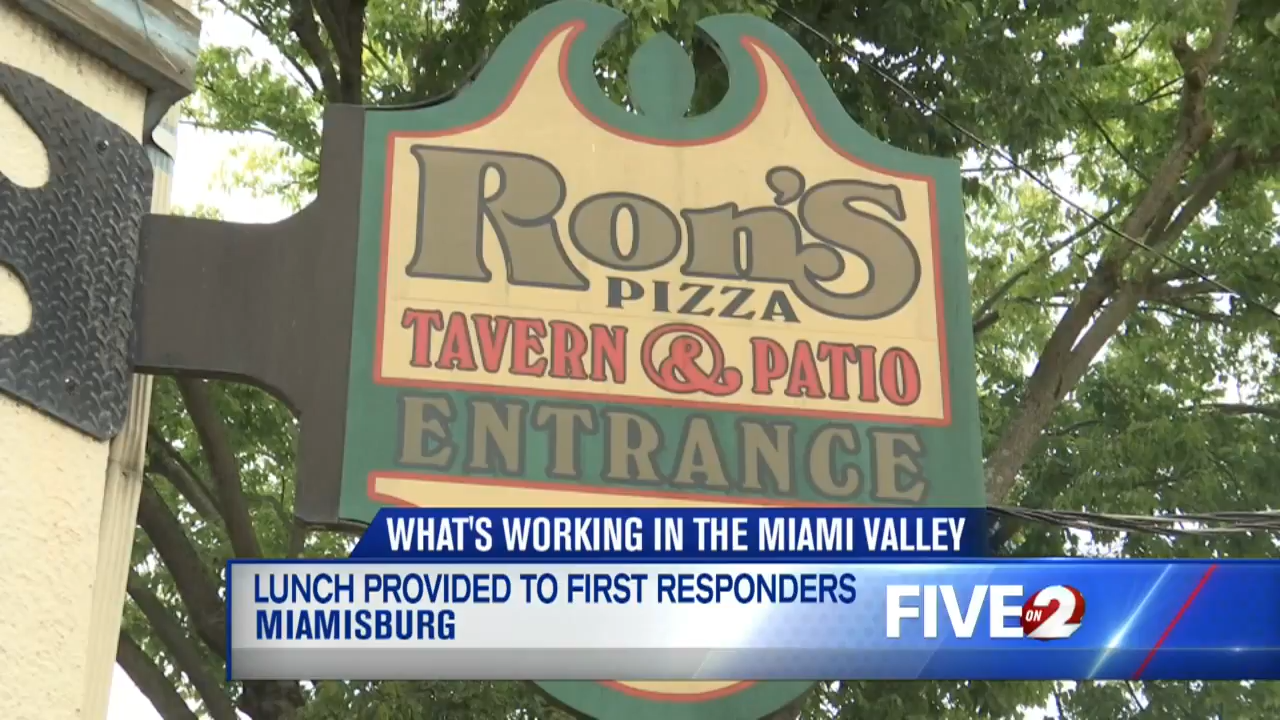 Ron's
PIZZA
TAVERN & PATIO
ENTRANCE
WHAT'S WORKING IN THE MIAMI VALLEY
LUNCH PROVIDED TO FIRST RESPONDERS
MIAMISBURG
FIVE ON 2